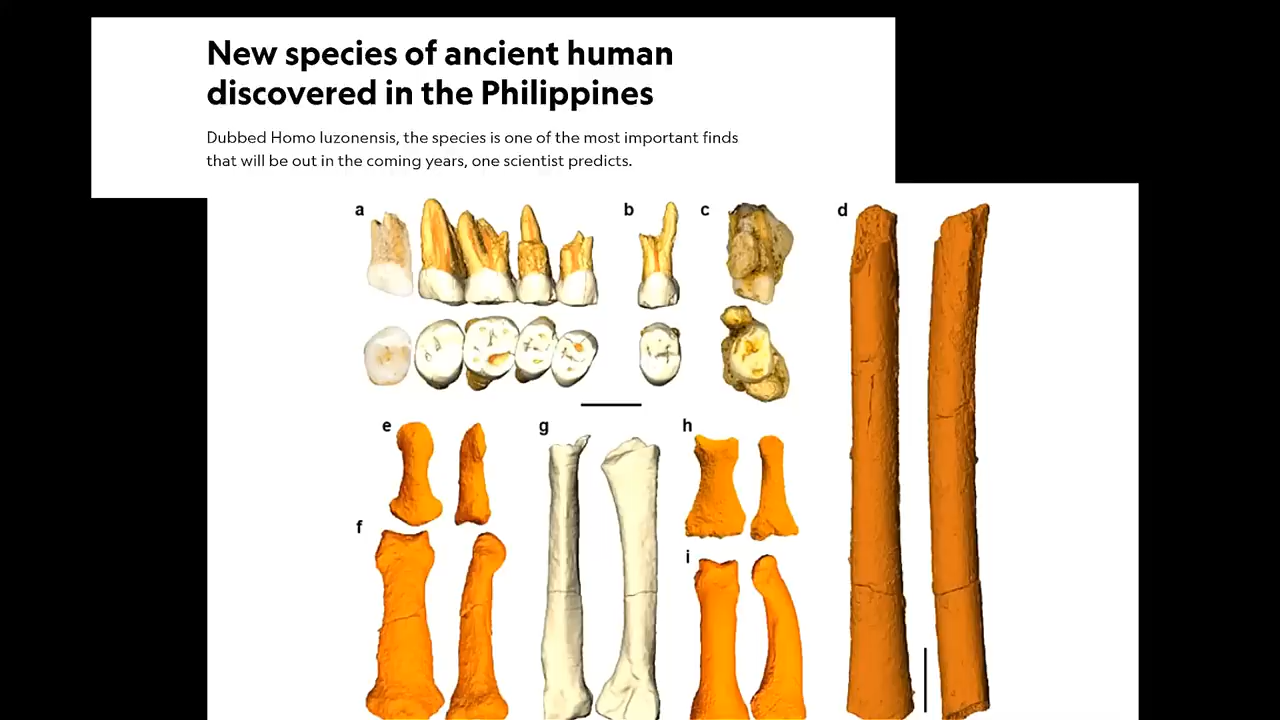 New species of ancient human
discovered in the Philippines
Dubbed Homo luzonensis, the species is one of the most important finds
that will be out in the coming years, one scientist predicts.
a
b
c
d
e
f
g
h
i